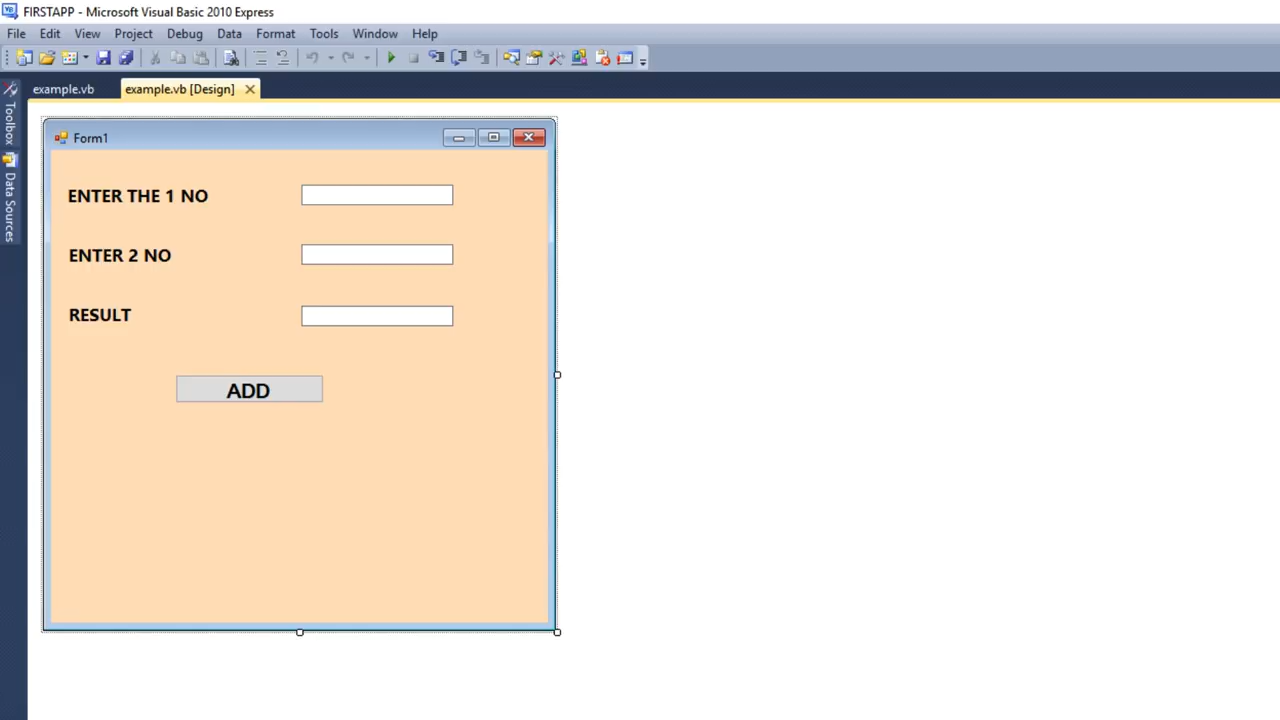 FIRSTAPP - Microsoft Visual Basic 2010 Express
File Edit View Project Debug Data Format Tools Window Help
example.vb example.vb [Design]
Toolbox
Data Sources
Form1
ENTER THE 1 NO
ENTER 2 NO
RESULT
ADD